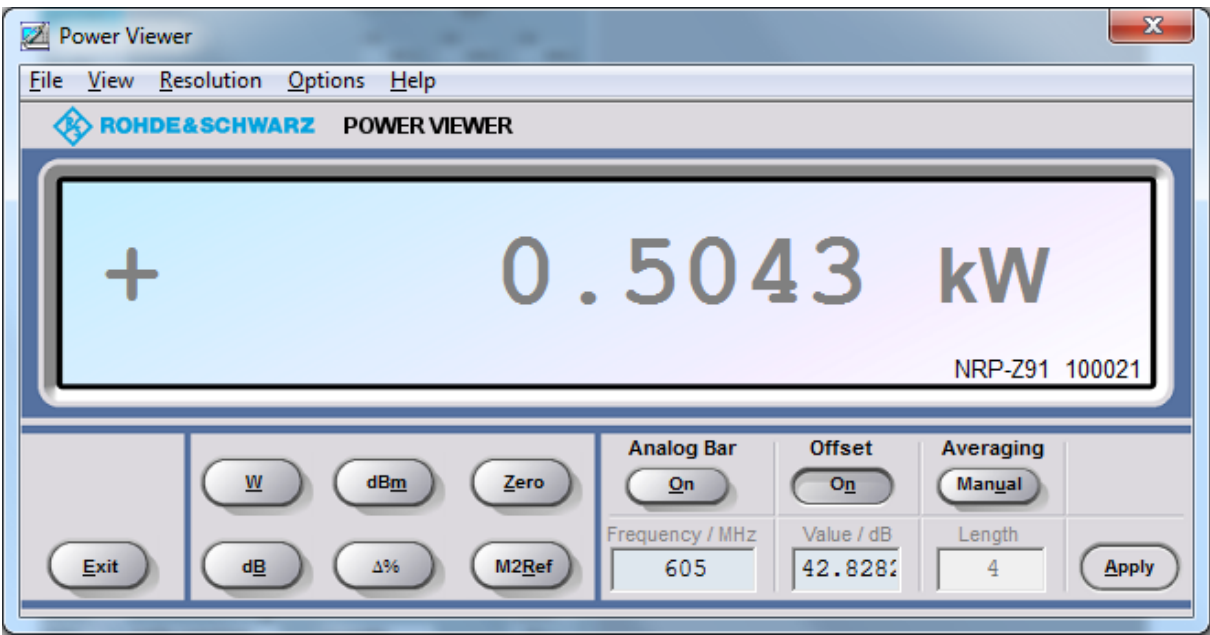 Power Viewer
File View Resolution Options Help
ROHDE&SCHWARZ POWER VIEWER
+ 0.5043 kW
NRP-Z91 100021
Analog Bar Offset Averaging
W dBm Zero On On Manual
Frequency / MHz Value / dB Length
Exit dB Δ% M2Ref 605 42.8282 4 Apply